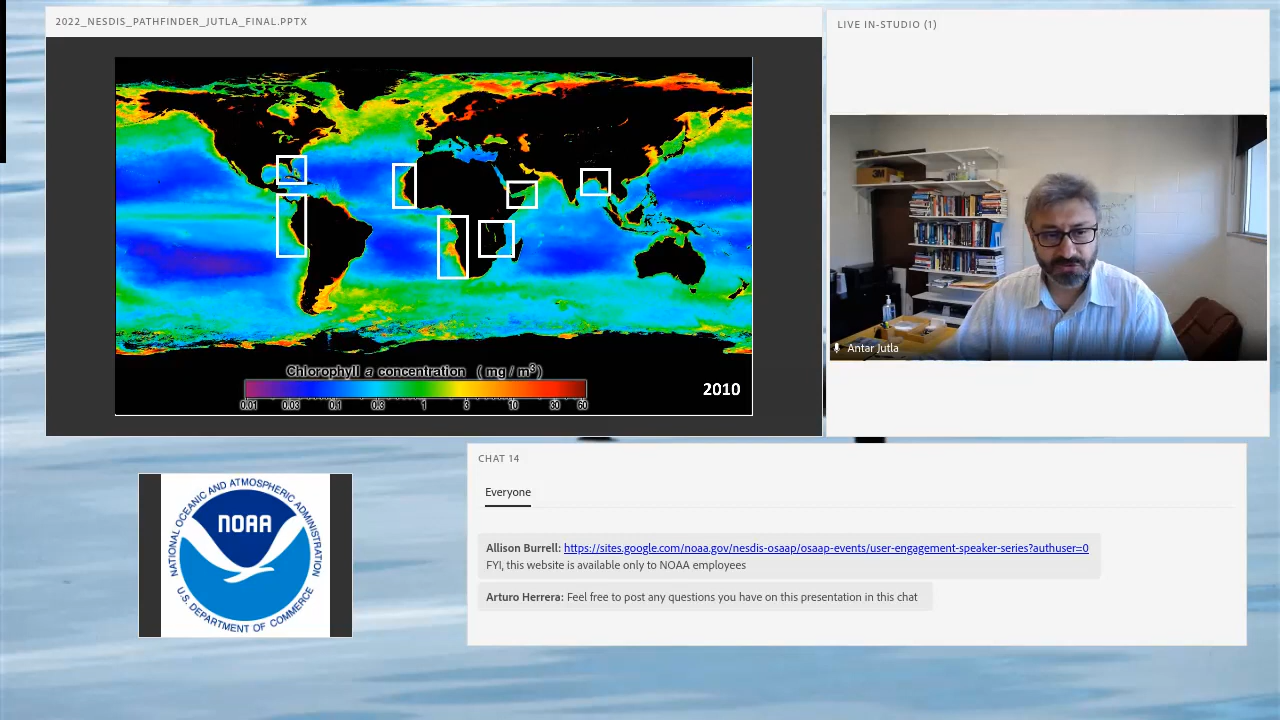 2022_NESDIS_PATHFINDER_JUTLA_FINAL.PPTX
Chlorophyll a concentration ( mg / m3)
0.01 0.03 0.1 0.3 1 3 10 30 60
2010
LIVE IN-STUDIO (1)
3M
Antar Jutla
NATIONAL OCEANIC AND ATMOSPHERIC ADMINISTRATION
NOAA
U.S. DEPARTMENT OF COMMERCE
CHAT 14
Everyone
Allison Burrell: https://sites.google.com/noaa.gov/nesdis-osaap/osaap-events/user-engagement-speaker-series?authuser=0
FYI, this website is available only to NOAA employees
Arturo Herrera: Feel free to post any questions you have on this presentation in this chat